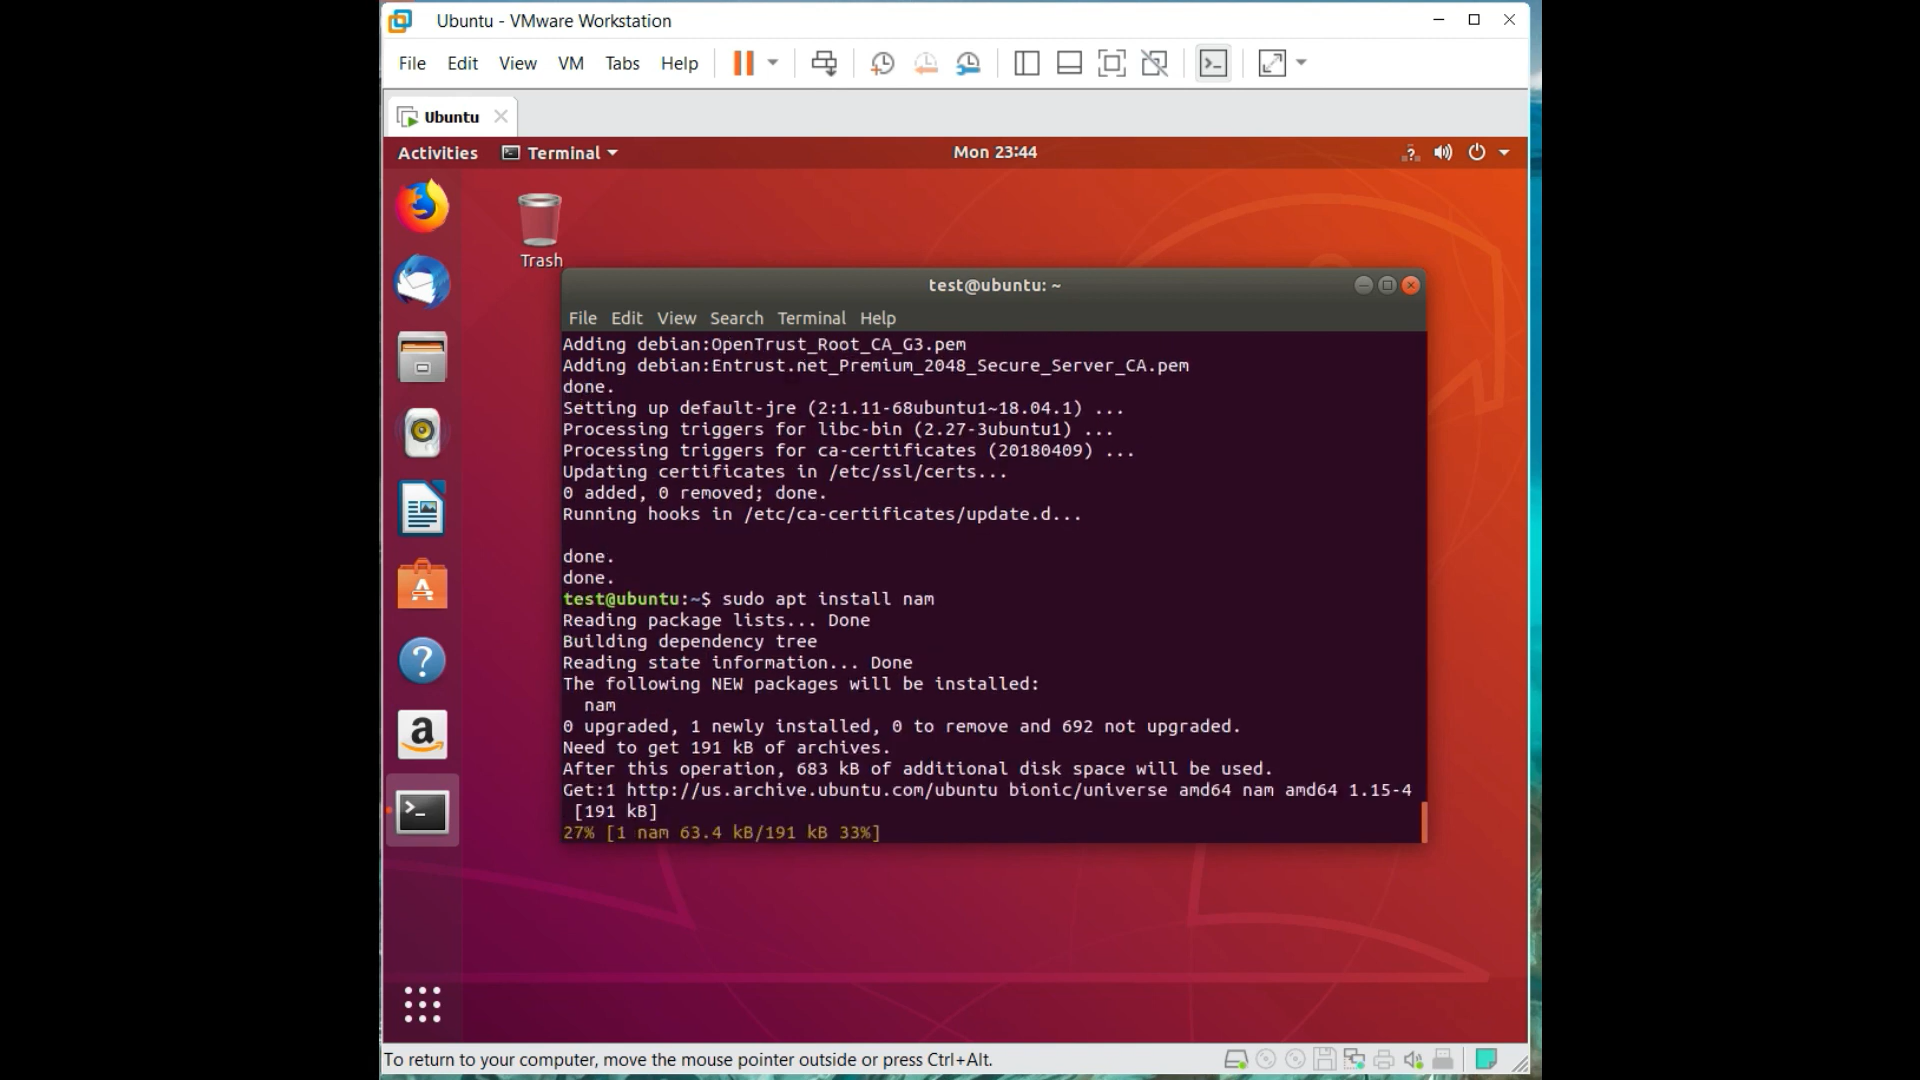 Ubuntu - VMware Workstation
File Edit View VM Tabs Help
Ubuntu
Activities Terminal Mon 23:44
Trash
test@ubuntu: ~
File Edit View Search Terminal Help
Adding debian:OpenTrust_Root_CA_G3.pem
Adding debian:Entrust.net_Premium_2048_Secure_Server_CA.pem
done.
Setting up default-jre (2:1.11-68ubuntu1~18.04.1) ...
Processing triggers for libc-bin (2.27-3ubuntu1) ...
Processing triggers for ca-certificates (20180409) ...
Updating certificates in /etc/ssl/certs...
0 added, 0 removed; done.
Running hooks in /etc/ca-certificates/update.d...
done.
done.
test@ubuntu:~$ sudo apt install nam
Reading package lists... Done
Building dependency tree
Reading state information... Done
The following NEW packages will be installed:
nam
0 upgraded, 1 newly installed, 0 to remove and 692 not upgraded.
Need to get 191 kB of archives.
After this operation, 683 kB of additional disk space will be used.
Get:1 http://us.archive.ubuntu.com/ubuntu bionic/universe amd64 nam amd64 1.15-4
[191 kB]
27% [1 nam 63.4 kB/191 kB 33%]
To return to your computer, move the mouse pointer outside or press Ctrl+Alt.